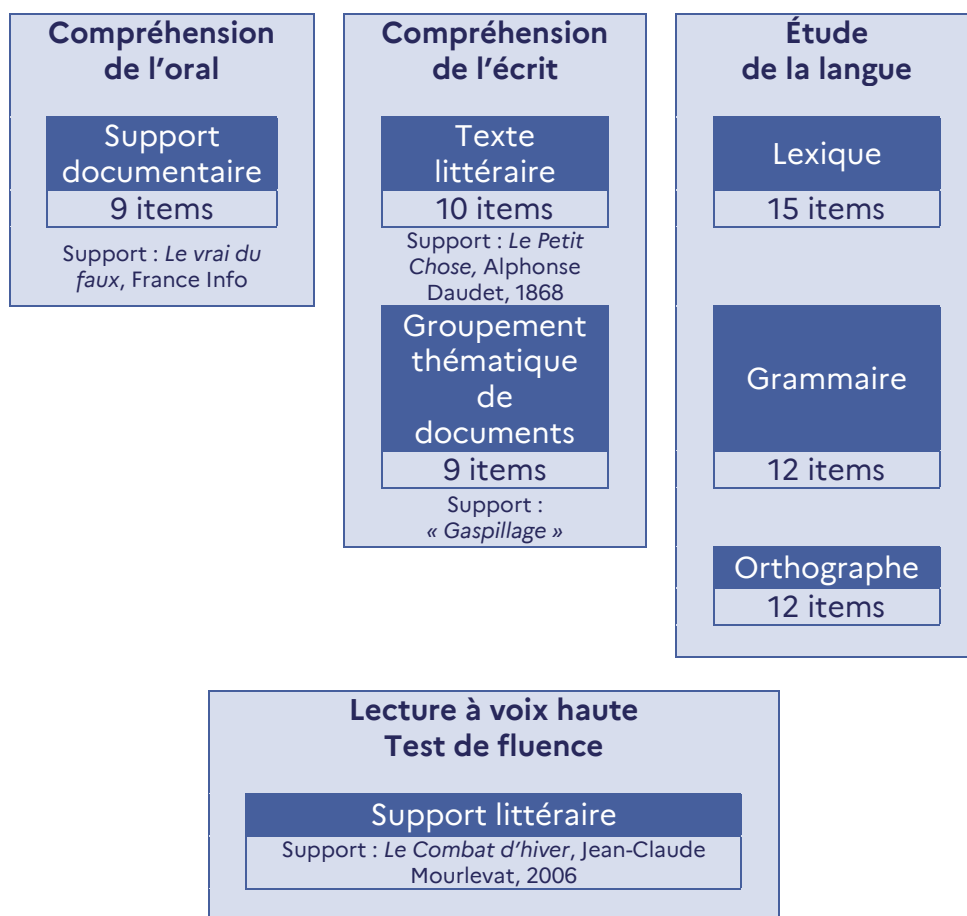 Compréhension
de l’oral
Support
documentaire
9 items
Support : Le vrai du
faux, France Info
Compréhension
de l’écrit
Texte
littéraire
10 items
Support : Le Petit
Chose, Alphonse
Daudet, 1868
Groupement
thématique
de
documents
9 items
Support :
« Gaspillage »
Étude
de la langue
Lexique
15 items
Grammaire
12 items
Orthographe
12 items
Lecture à voix haute
Test de fluence
Support littéraire
Support : Le Combat d’hiver, Jean-Claude
Mourlevat, 2006